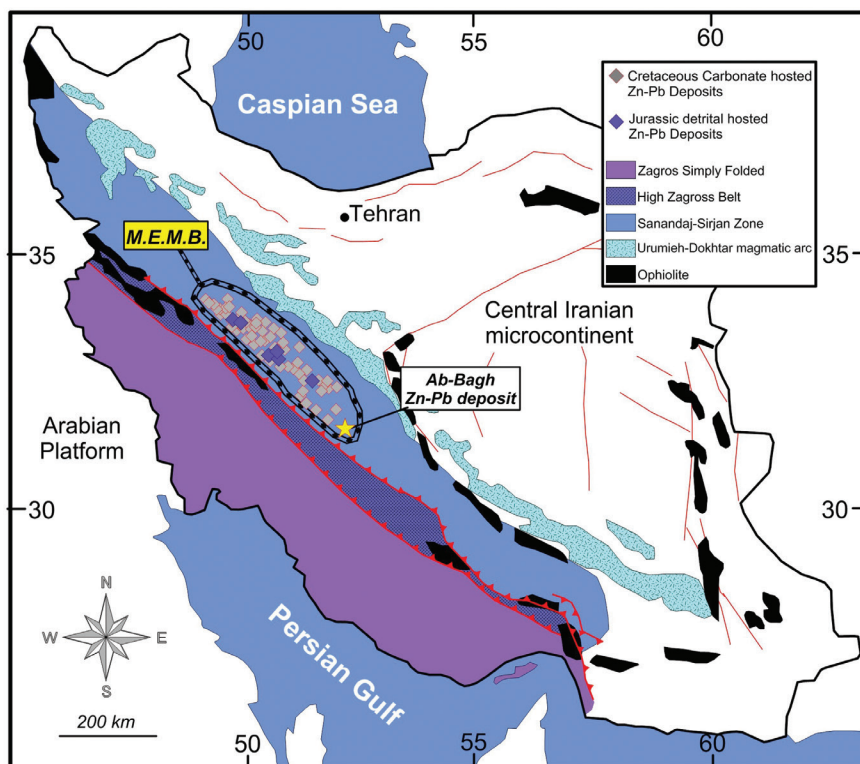 50
55
60
Caspian Sea
Cretaceous Carbonate hosted
Zn-Pb Deposits
Jurassic detrital hosted
Zn-Pb Deposits
Zagros Simply Folded
High Zagross Belt
Sanandaj-Sirjan Zone
Urumieh-Dokhtar magmatic arc
Ophiolite
Tehran
M.E.M.B.
35
35
Central Iranian
microcontinent
Ab-Bagh
Zn-Pb deposit
Arabian
Platform
30
30
Persian Gulf
N
W
E
S
200 km
50
55
60